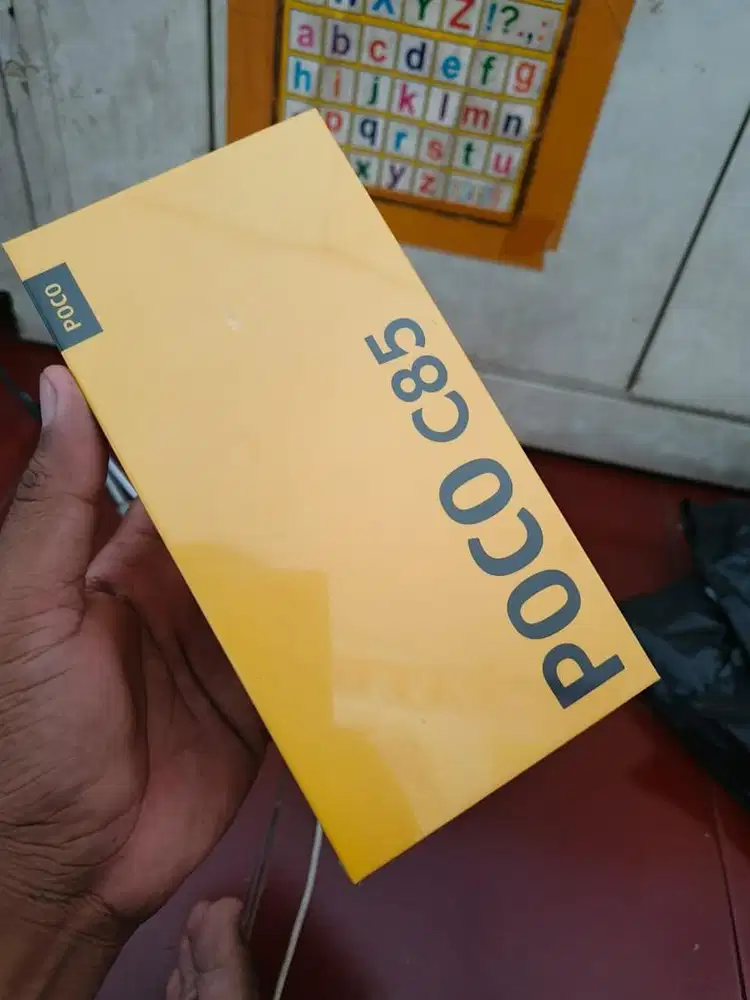 X Y Z ! ? . , :
a b c d e f g
h i j k l m n
p q r s t u
x y z
POCO
POCO C85